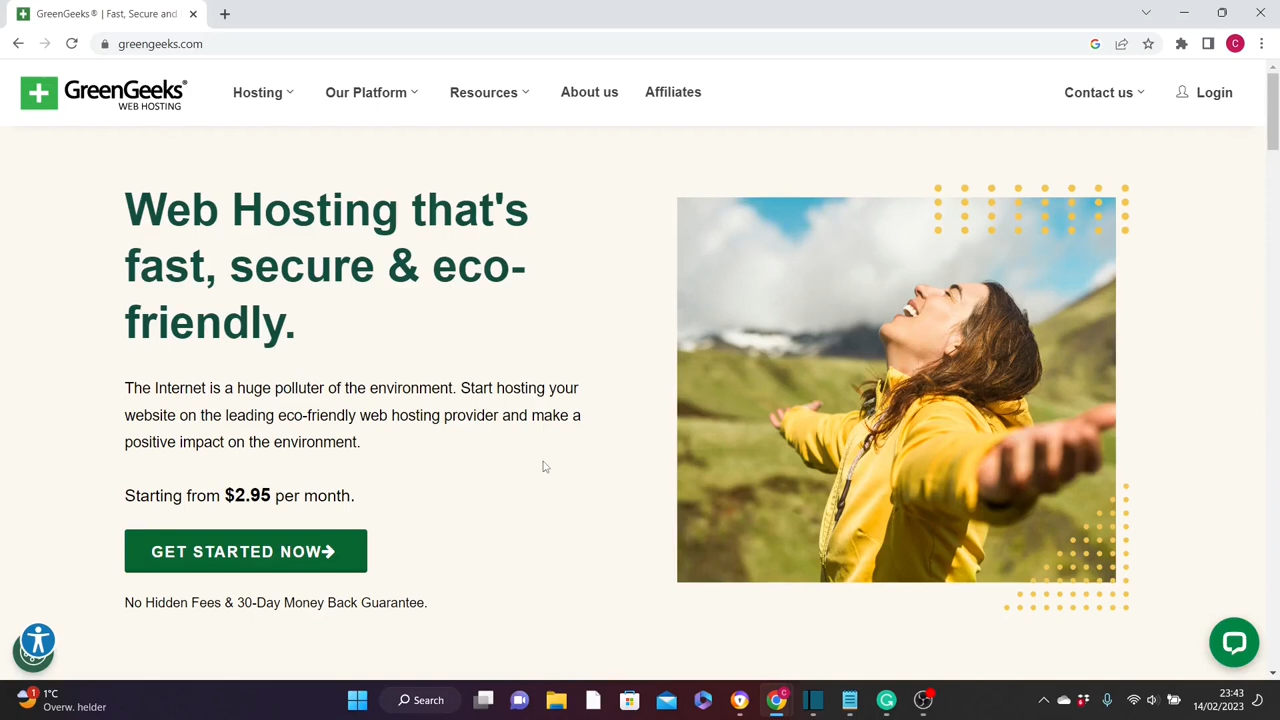 GreenGeeks® | Fast, Secure and
greengeeks.com
GreenGeeks®
WEB HOSTING
Hosting
Our Platform
Resources
About us
Affiliates
Contact us
Login
Web Hosting that's
fast, secure & eco-
friendly.
The Internet is a huge polluter of the environment. Start hosting your
website on the leading eco-friendly web hosting provider and make a
positive impact on the environment.
Starting from $2.95 per month.
GET STARTED NOW
No Hidden Fees & 30-Day Money Back Guarantee.
1
1°C
Overw. helder
Search
23:43
14/02/2023